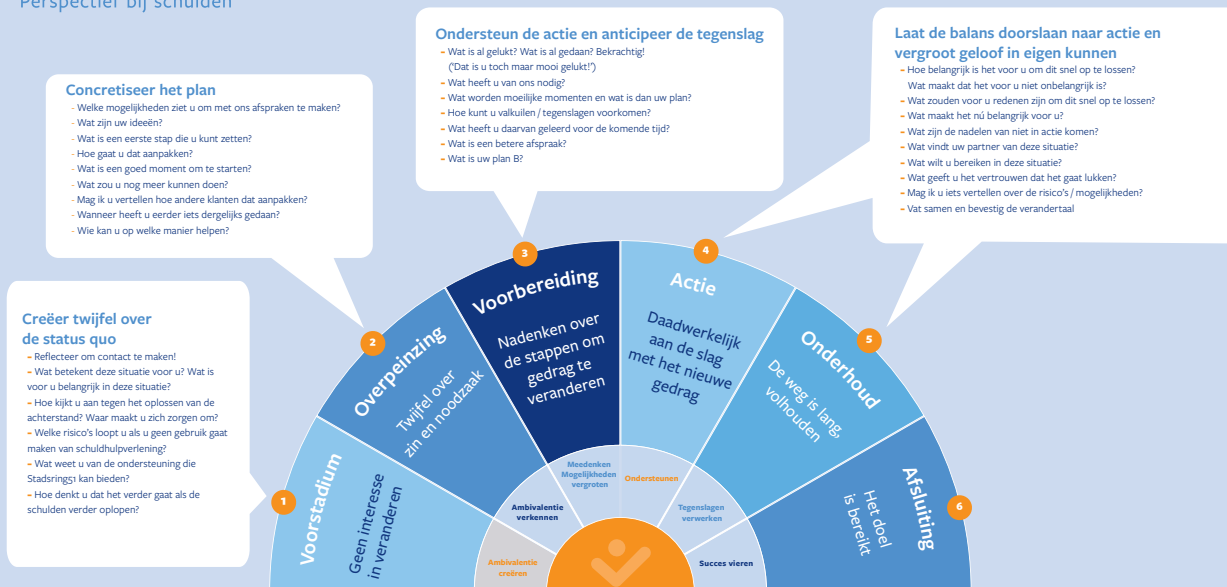 Perspectief bij schulden
Creëer twijfel over
de status quo
- Reflecteer om contact te maken!
- Wat betekent deze situatie voor u? Wat is
voor u belangrijk in deze situatie?
- Hoe kijkt u aan tegen het oplossen van de
achterstand? Waar maakt u zich zorgen om?
- Welke risico's loopt u als u geen gebruik gaat
maken van schuldhulpverlening?
- Wat weet u van de ondersteuning die
Stadsring51 kan bieden?
- Hoe denkt u dat het verder gaat als de
schulden verder oplopen?
Concretiseer het plan
- Welke mogelijkheden ziet u om met ons afspraken te maken?
- Wat zijn uw ideeën?
- Wat is een eerste stap die u kunt zetten?
- Hoe gaat u dat aanpakken?
- Wat is een goed moment om te starten?
- Wat zou u nog meer kunnen doen?
- Mag ik u vertellen hoe andere klanten dat aanpakken?
- Wanneer heeft u eerder iets dergelijks gedaan?
- Wie kan u op welke manier helpen?
Ondersteun de actie en anticipeer de tegenslag
- Wat is al gelukt? Wat is al gedaan? Bekrachtig!
('Dat is u toch maar mooi gelukt!')
- Wat heeft u van ons nodig?
- Wat worden moeilijke momenten en wat is dan uw plan?
- Hoe kunt u valkuilen / tegenslagen voorkomen?
- Wat heeft u daarvan geleerd voor de komende tijd?
- Wat is een betere afspraak?
- Wat is uw plan B?
Laat de balans doorslaan naar actie en
vergroot geloof in eigen kunnen
- Hoe belangrijk is het voor u om dit snel op te lossen?
Wat maakt dat het voor u niet onbelangrijk is?
- Wat zouden voor u redenen zijn om dit snel op te lossen?
- Wat maakt het nú belangrijk voor u?
- Wat zijn de nadelen van niet in actie komen?
- Wat vindt uw partner van deze situatie?
- Wat wilt u bereiken in deze situatie?
- Wat geeft u het vertrouwen dat het gaat lukken?
- Mag ik u iets vertellen over de risico's / mogelijkheden?
- Vat samen en bevestig de verandertaal
1
Voorstadium
Geen interesse
in veranderen
2
Overpeinzing
Twijfel over
zin en noodzaak
3
Voorbereiding
Nadenken over
de stappen om
gedrag te
veranderen
4
Actie
Daadwerkelijk
aan de slag
met het nieuwe
gedrag
5
Onderhoud
De weg is lang,
volhouden
6
Afsluiting
Het doel
is bereikt
Ambivalentie
creëren
Ambivalentie
verkennen
Meedenken
Mogelijkheden
vergroten
Ondersteunen
Tegenslagen
verwerken
Succes vieren